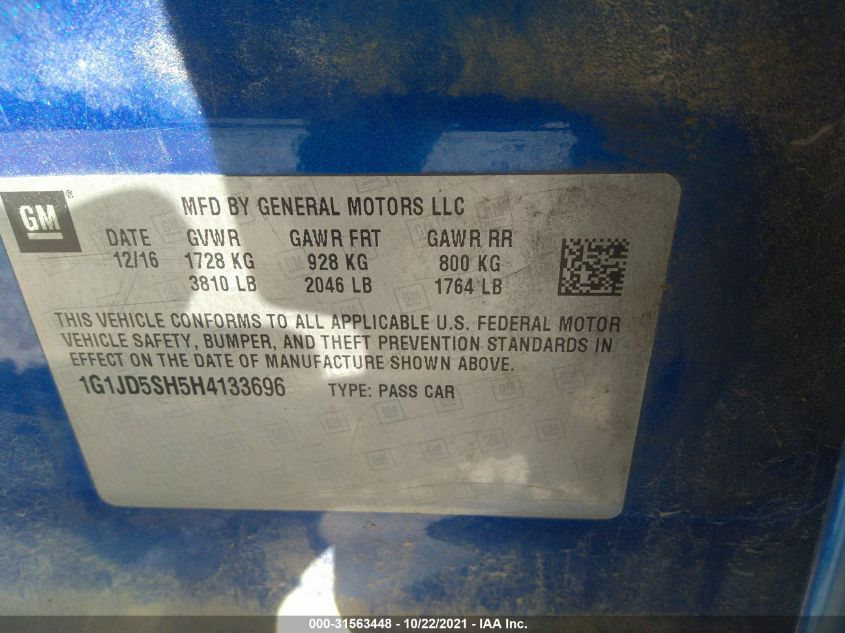 GM ®
MFD BY GENERAL MOTORS LLC
DATE GVWR GAWR FRT GAWR RR
12/16 1728 KG 928 KG 800 KG
3810 LB 2046 LB 1764 LB
THIS VEHICLE CONFORMS TO ALL APPLICABLE U.S. FEDERAL MOTOR
VEHICLE SAFETY, BUMPER, AND THEFT PREVENTION STANDARDS IN
EFFECT ON THE DATE OF MANUFACTURE SHOWN ABOVE.
1G1JD5SH5H4133696 TYPE: PASS CAR
000-31563448 - 10/22/2021 - IAA Inc.